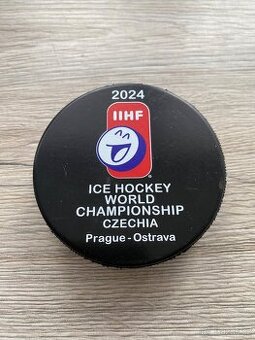 2024
IIHF
ICE HOCKEY
WORLD
CHAMPIONSHIP
CZECHIA
Prague - Ostrava